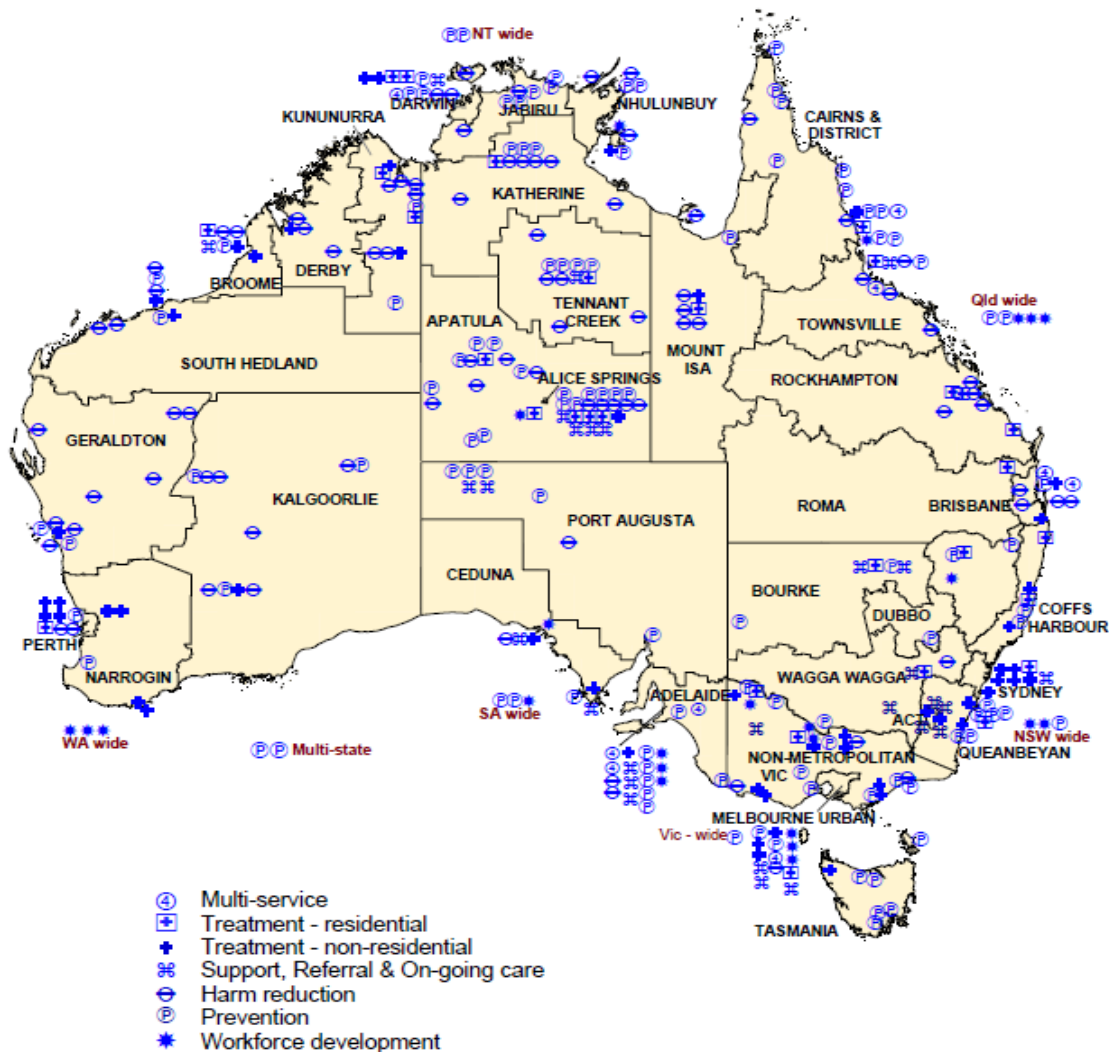 NT wide
DARWIN
JABIRU
NHULUNBUY
KUNUNURRA
CAIRNS &
DISTRICT
KATHERINE
BROOME
DERBY
TENNANT
CREEK
APATULA
MOUNT
ISA
TOWNSVILLE
Qld wide
SOUTH HEDLAND
ALICE SPRINGS
ROCKHAMPTON
GERALDTON
KALGOORLIE
PORT AUGUSTA
ROMA
BRISBANE
CEDUNA
BOURKE
DUBBO
COFFS
HARBOUR
PERTH
NARROGIN
WAGGA WAGGA
SYDNEY
ADELAIDE
ACT
NSW wide
QUEANBEYAN
SA wide
WA wide
Multi-state
NON-METROPOLITAN
VIC
MELBOURNE URBAN
Vic - wide
TASMANIA
4 Multi-service
Treatment - residential
Treatment - non-residential
⌘ Support, Referral & On-going care
Harm reduction
P Prevention
Workforce development